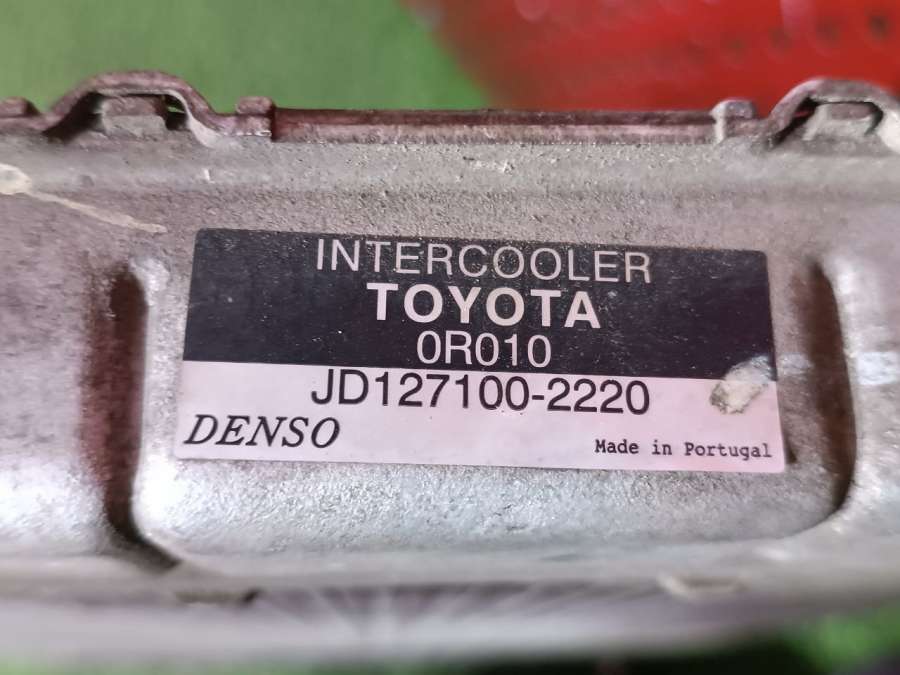 INTERCOOLER
TOYOTA
0R010
JD127100-2220
DENSO
Made in Portugal